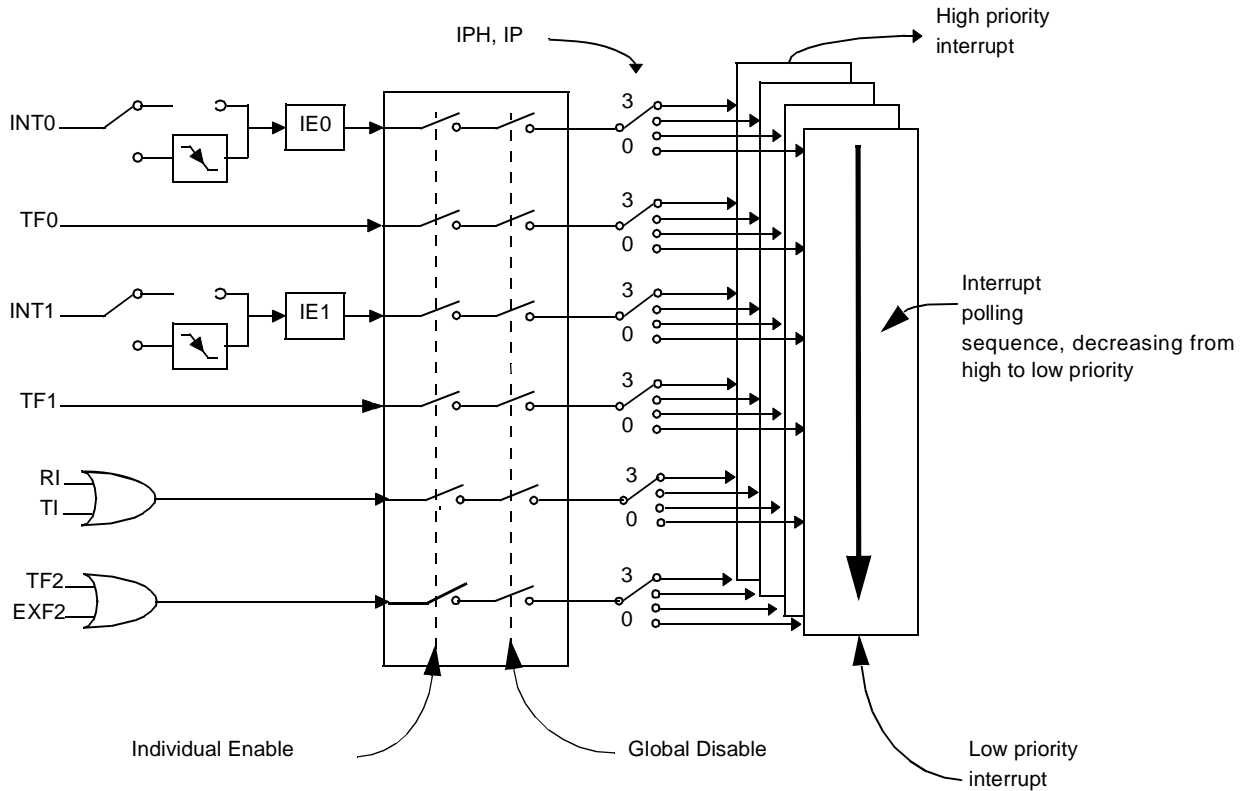 High priority
interrupt
IPH, IP
INT0
IE0
3
0
TF0
3
0
INT1
IE1
3
0
Interrupt
polling
sequence, decreasing from
high to low priority
TF1
3
0
RI
TI
3
0
TF2
EXF2
3
0
Individual Enable
Global Disable
Low priority
interrupt